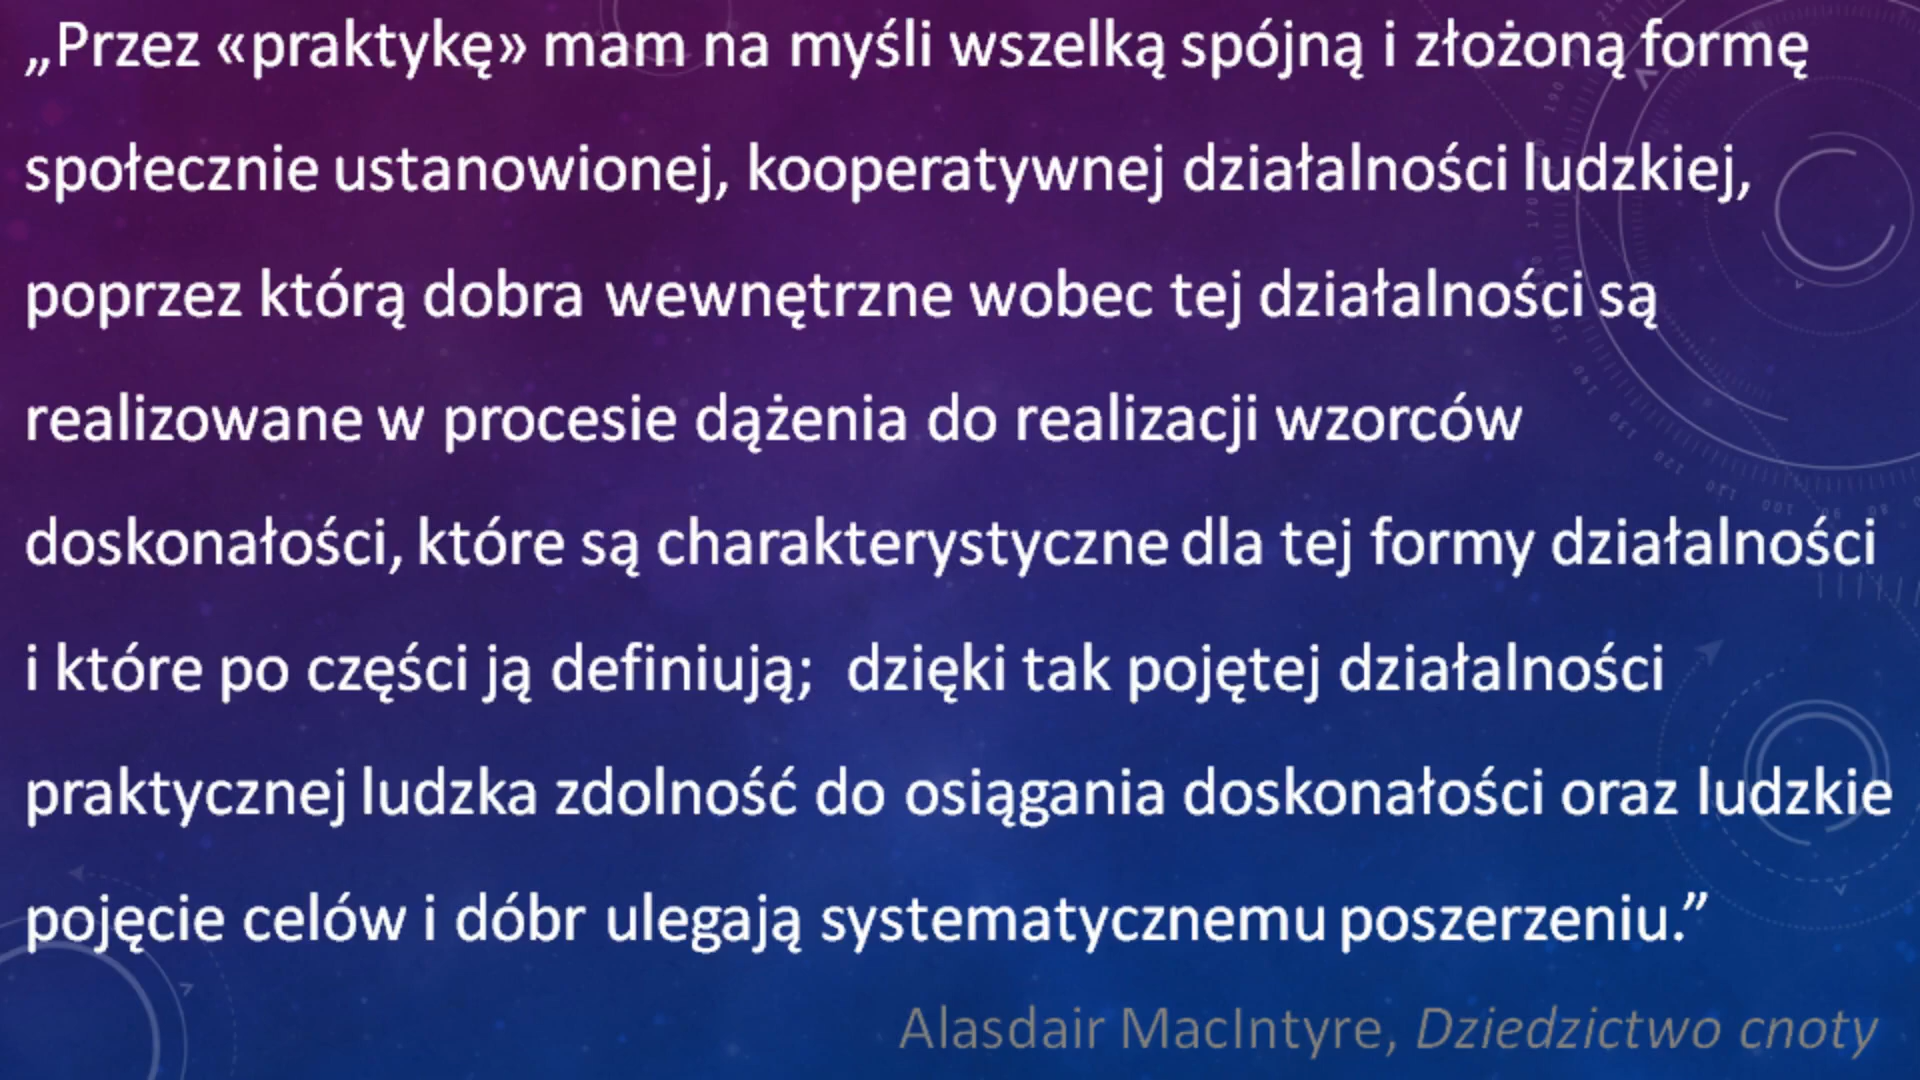 „Przez «praktykę» mam na myśli wszelką spójną i złożoną formę
społecznie ustanowionej, kooperatywnej działalności ludzkiej,
poprzez którą dobra wewnętrzne wobec tej działalności są
realizowane w procesie dążenia do realizacji wzorców
doskonałości, które są charakterystyczne dla tej formy działalności
i które po części ją definiują; dzięki tak pojętej działalności
praktycznej ludzka zdolność do osiągania doskonałości oraz ludzkie
pojęcie celów i dóbr ulegają systematycznemu poszerzeniu.”
Alasdair MacIntyre, Dziedzictwo cnoty